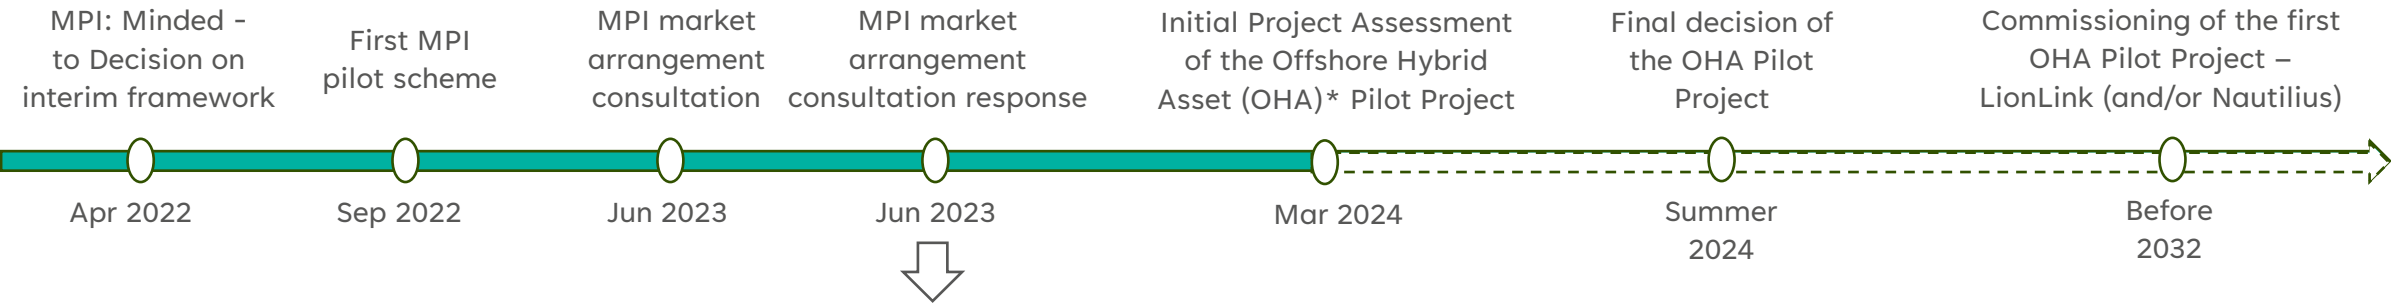 MPI: Minded -
to Decision on
interim framework
First MPI
pilot scheme
MPI market
arrangement
consultation
MPI market
arrangement
consultation response
Initial Project Assessment
of the Offshore Hybrid
Asset (OHA)* Pilot Project
Final decision of
the OHA Pilot
Project
Commissioning of the first
OHA Pilot Project –
LionLink (and/or Nautilius)
Apr 2022
Sep 2022
Jun 2023
Jun 2023
Mar 2024
Summer
2024
Before
2032